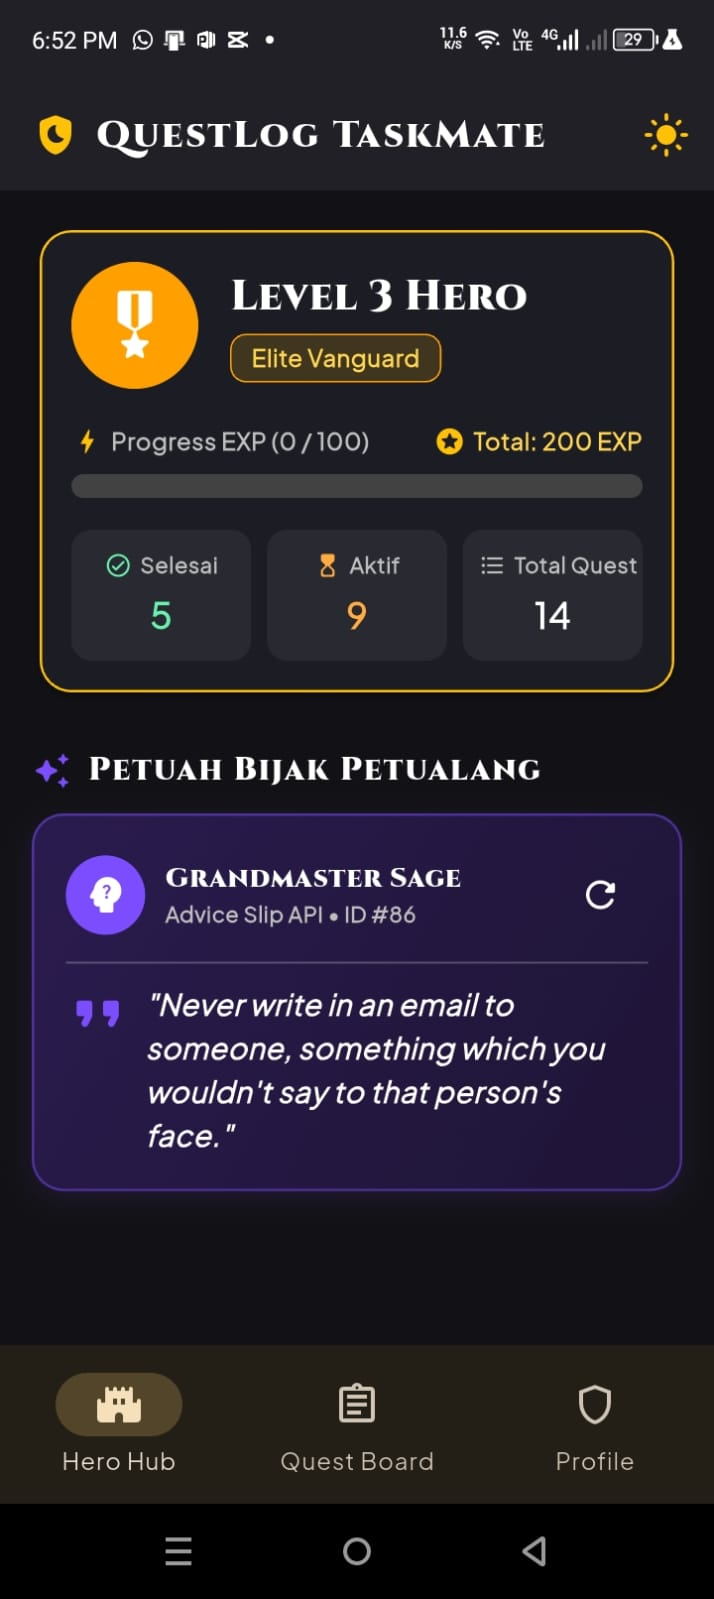 6:52 PM
11.6 K/S
Vo LTE
4G
29
QuestLog TaskMate
Level 3 Hero
Elite Vanguard
Progress EXP (0 / 100)
Total: 200 EXP
Selesai
5
Aktif
9
Total Quest
14
Petuah Bijak Petualang
Grandmaster Sage
?
Advice Slip API • ID #86
"Never write in an email to
someone, something which you
wouldn't say to that person's
face."
Hero Hub
Quest Board
Profile